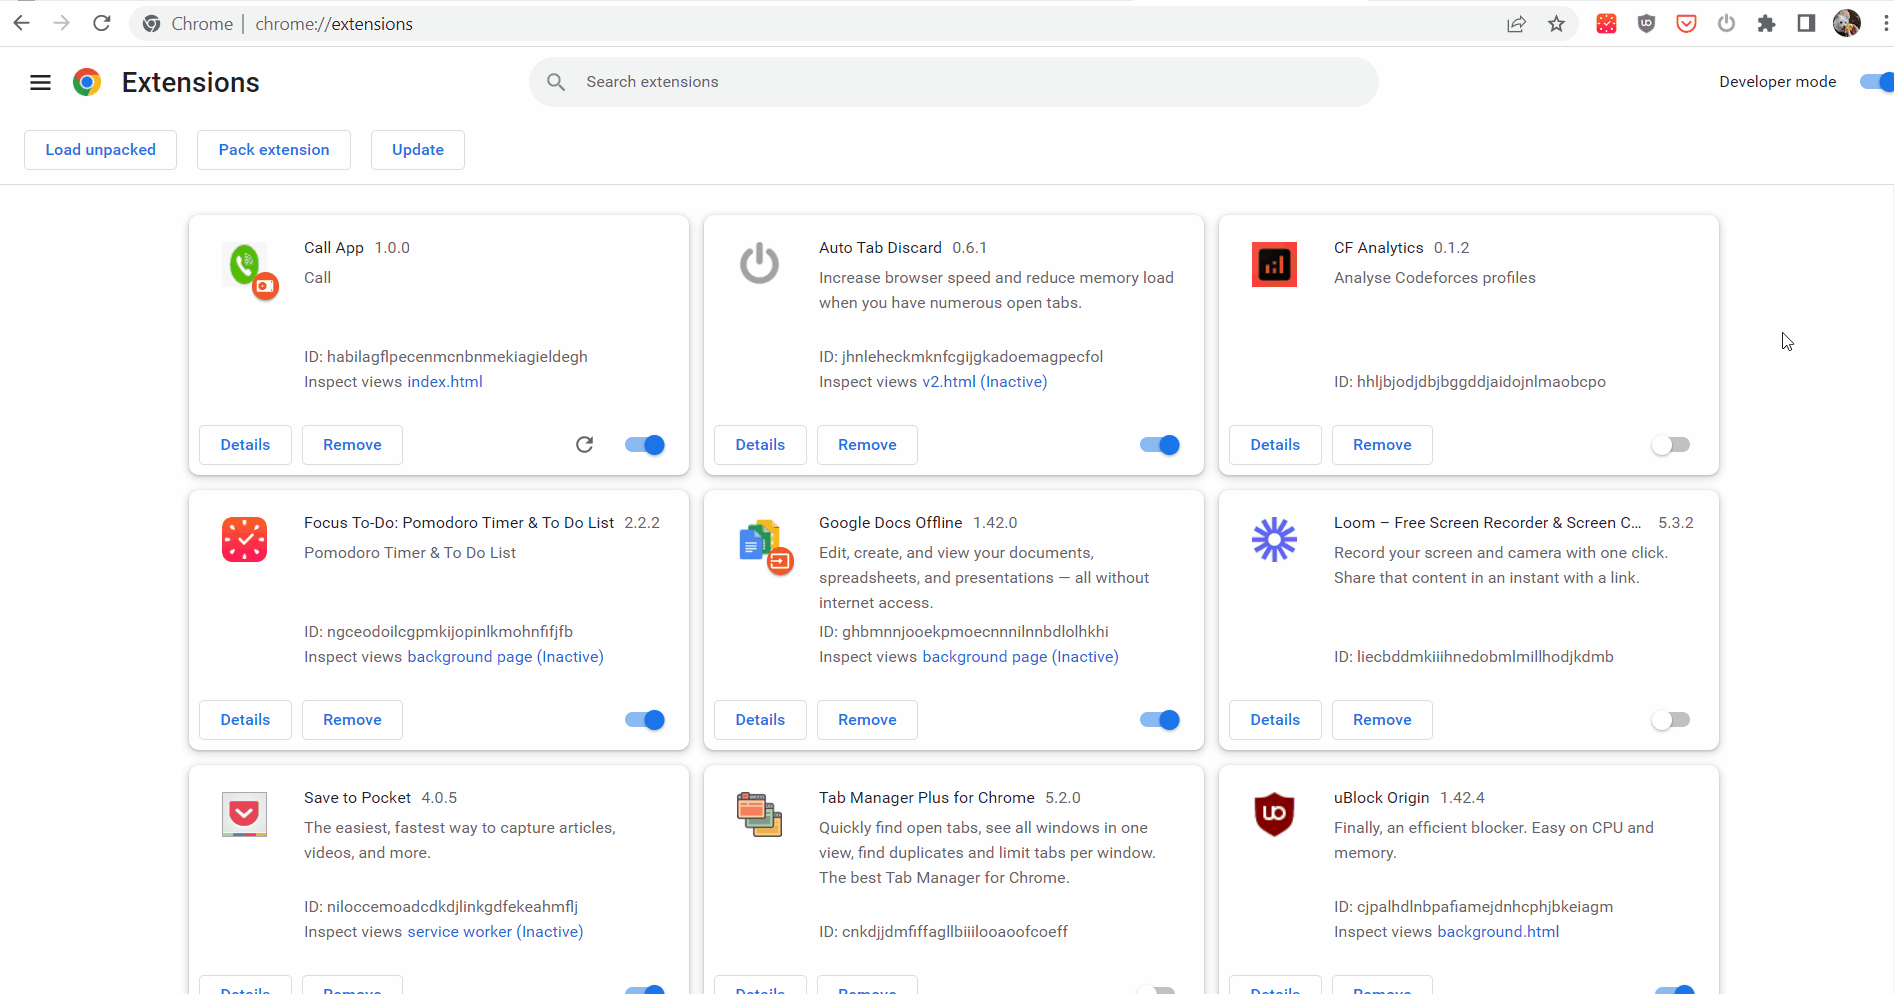 Chrome | chrome://extensions
Extensions
Search extensions
Developer mode
Load unpacked
Pack extension
Update
Call App 1.0.0
Call
ID: habilagflpecenmcnbnmekiagieldegh
Inspect views index.html
Details
Remove
Auto Tab Discard 0.6.1
Increase browser speed and reduce memory load
when you have numerous open tabs.
ID: jhnleheckmknfcgijgkadoemagpecfol
Inspect views v2.html (Inactive)
Details
Remove
CF Analytics 0.1.2
Analyse Codeforces profiles
ID: hhljbjodjdbjbggddjaidojnlmaobcpo
Details
Remove
Focus To-Do: Pomodoro Timer & To Do List 2.2.2
Pomodoro Timer & To Do List
ID: ngceodoilcgpmkijopinlkmohnfifjfb
Inspect views background page (Inactive)
Details
Remove
Google Docs Offline 1.42.0
Edit, create, and view your documents,
spreadsheets, and presentations — all without
internet access.
ID: ghbmnnjooekpmoecnnnilnnbdlolhkhi
Inspect views background page (Inactive)
Details
Remove
Loom – Free Screen Recorder & Screen C... 5.3.2
Record your screen and camera with one click.
Share that content in an instant with a link.
ID: liecbddmkiiihnedobmlmillhodjkdmb
Details
Remove
Save to Pocket 4.0.5
The easiest, fastest way to capture articles,
videos, and more.
ID: niloccemoadcdkdjlinkgdfekeahmflj
Inspect views service worker (Inactive)
Details
Remove
Tab Manager Plus for Chrome 5.2.0
Quickly find open tabs, see all windows in one
view, find duplicates and limit tabs per window.
The best Tab Manager for Chrome.
ID: cnkdjjdmfiffagllbiiilooaoofcoeff
Details
Remove
uBlock Origin 1.42.4
Finally, an efficient blocker. Easy on CPU and
memory.
ID: cjpalhdlnbpafiamejdnhcphjbkeiagm
Inspect views background.html
Details
Remove